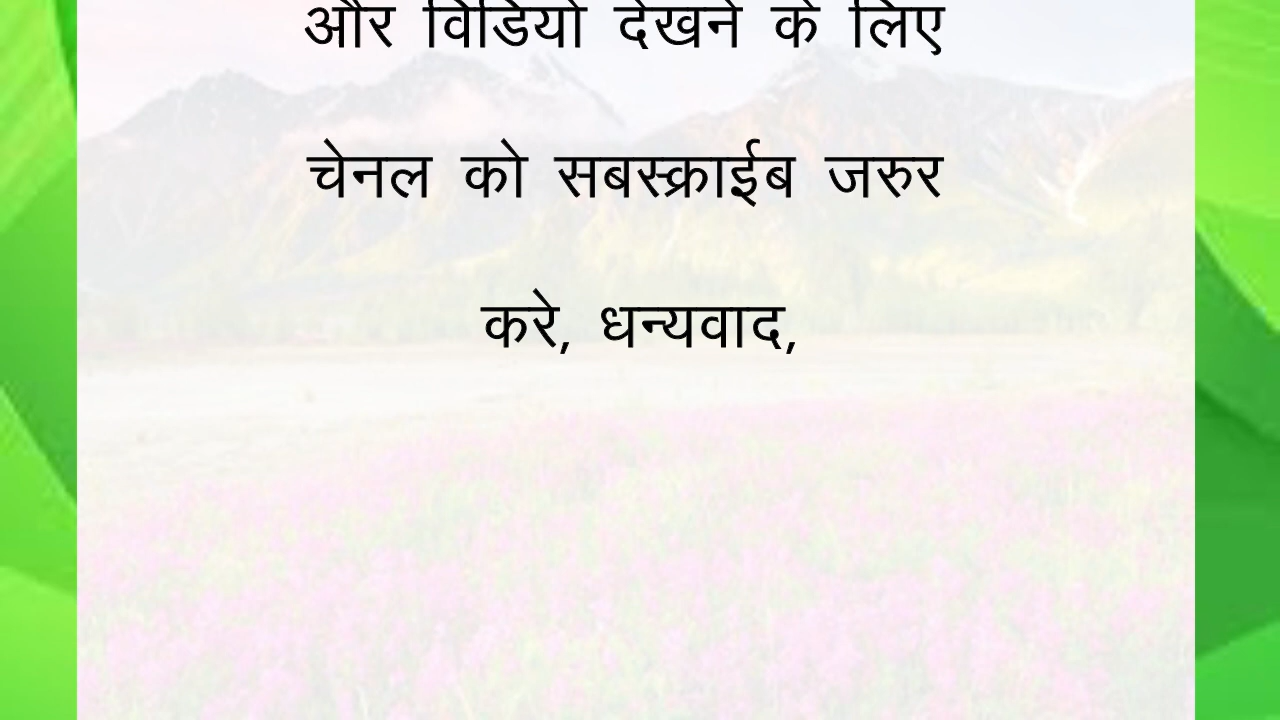 और विडियो देखने के लिए
चेनल को सबस्क्राईब जरुर
करे, धन्यवाद,